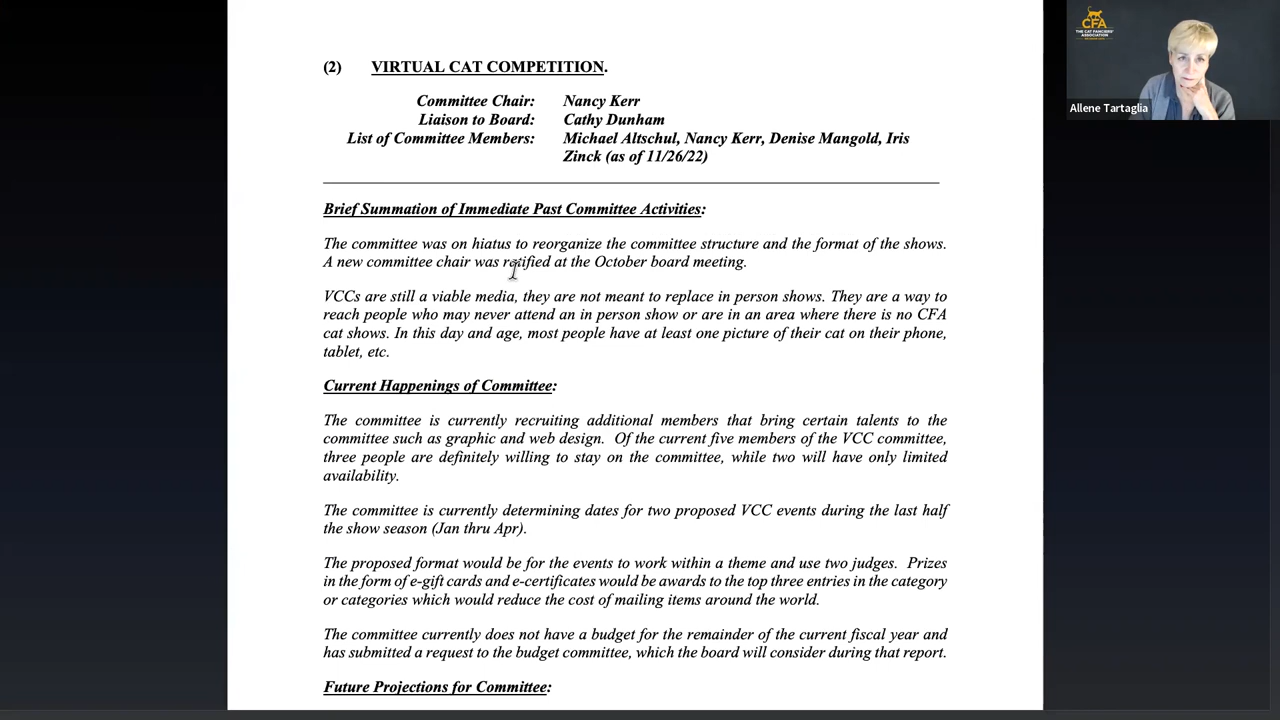 (2) VIRTUAL CAT COMPETITION.
Committee Chair: Nancy Kerr
Liaison to Board: Cathy Dunham
List of Committee Members: Michael Altschul, Nancy Kerr, Denise Mangold, Iris
Zinck (as of 11/26/22)
Brief Summation of Immediate Past Committee Activities:
The committee was on hiatus to reorganize the committee structure and the format of the shows.
A new committee chair was ratified at the October board meeting.
VCCs are still a viable media, they are not meant to replace in person shows. They are a way to
reach people who may never attend an in person show or are in an area where there is no CFA
cat shows. In this day and age, most people have at least one picture of their cat on their phone,
tablet, etc.
Current Happenings of Committee:
The committee is currently recruiting additional members that bring certain talents to the
committee such as graphic and web design. Of the current five members of the VCC committee,
three people are definitely willing to stay on the committee, while two will have only limited
availability.
The committee is currently determining dates for two proposed VCC events during the last half
the show season (Jan thru Apr).
The proposed format would be for the events to work within a theme and use two judges. Prizes
in the form of e-gift cards and e-certificates would be awards to the top three entries in the category
or categories which would reduce the cost of mailing items around the world.
The committee currently does not have a budget for the remainder of the current fiscal year and
has submitted a request to the budget committee, which the board will consider during that report.
Future Projections for Committee:
CFA
THE CAT FANCIERS'
ASSOCIATION
Allene Tartaglia